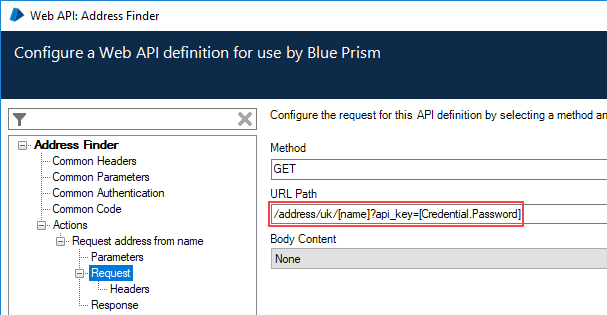 Web API: Address Finder
Configure a Web API definition for use by Blue Prism
Address Finder
Common Headers
Common Parameters
Common Authentication
Common Code
Actions
Request address from name
Parameters
Request
Headers
Response
Configure the request for this API definition by selecting a method an
Method
GET
URL Path
/address/uk/[name]?api_key=[Credential.Password]
Body Content
None